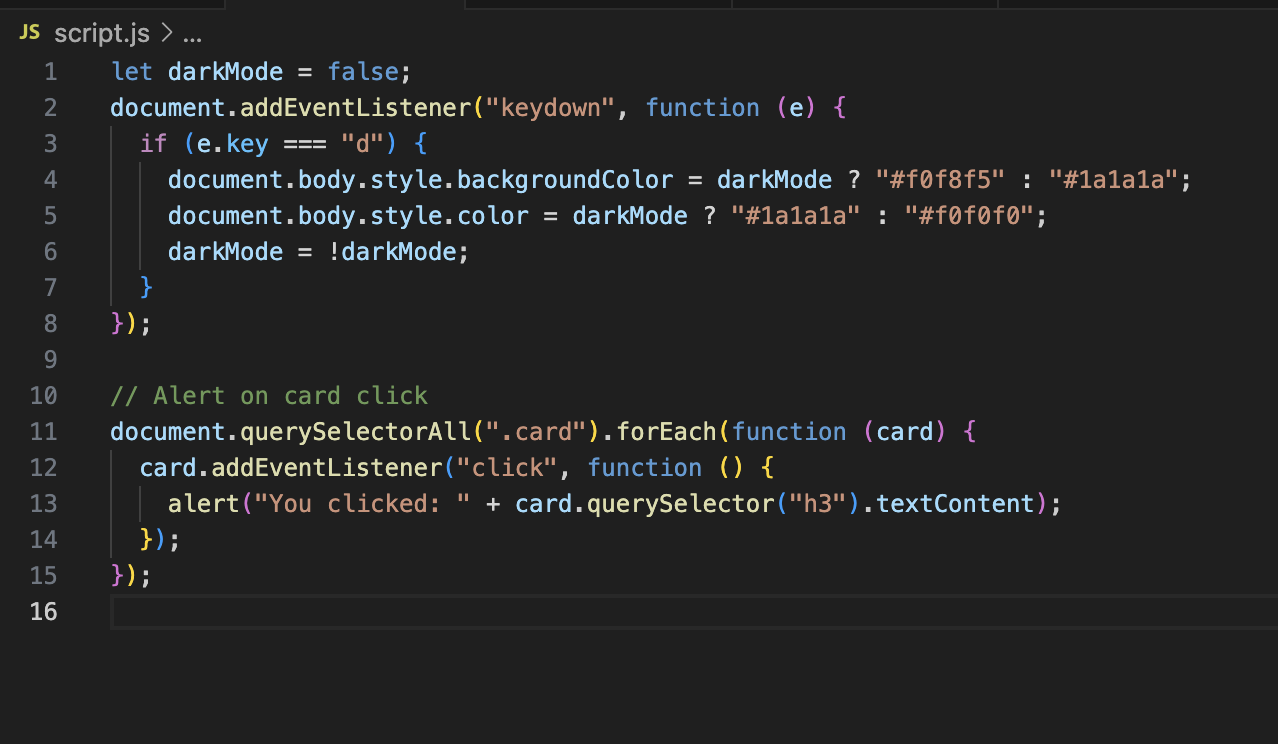 JS script.js > ...
1 let darkMode = false;
2 document.addEventListener("keydown", function (e) {
3   if (e.key === "d") {
4     document.body.style.backgroundColor = darkMode ? "#f0f8f5" : "#1a1a1a";
5     document.body.style.color = darkMode ? "#1a1a1a" : "#f0f0f0";
6     darkMode = !darkMode;
7   }
8 });
9
10 // Alert on card click
11 document.querySelectorAll(".card").forEach(function (card) {
12   card.addEventListener("click", function () {
13     alert("You clicked: " + card.querySelector("h3").textContent);
14   });
15 });
16